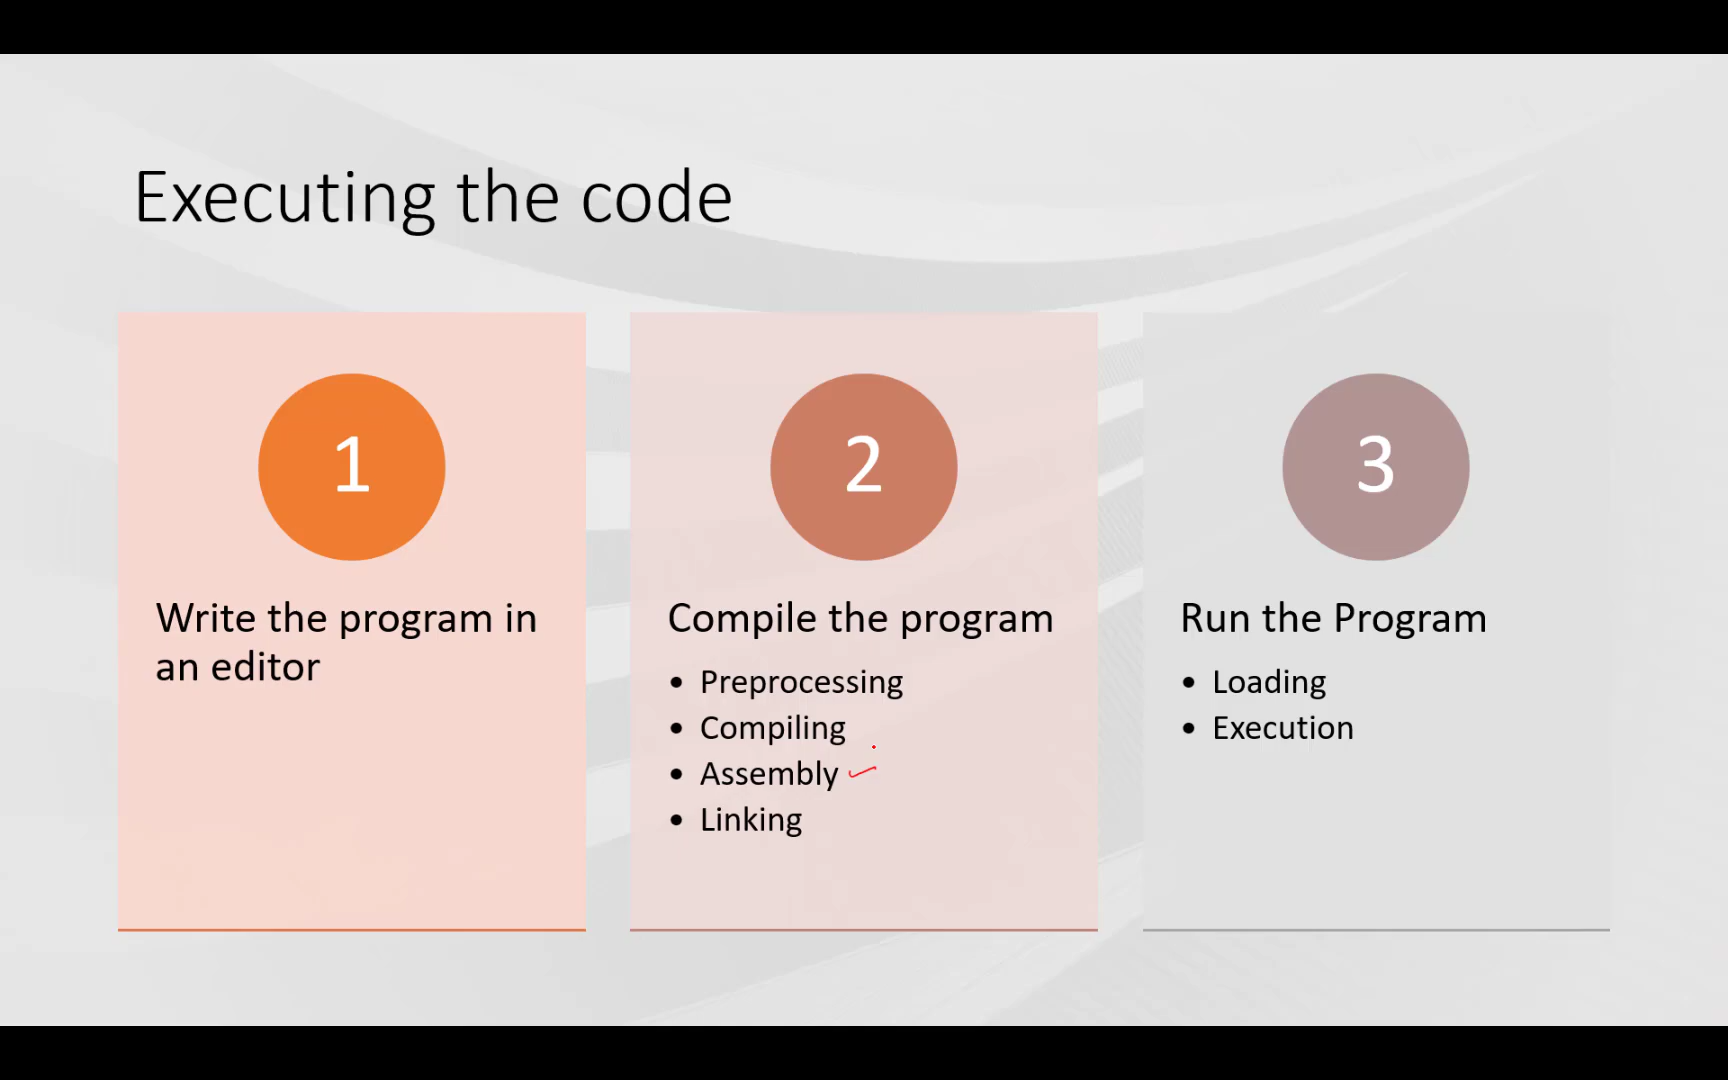 Executing the code
1
Write the program in
an editor
2
Compile the program
• Preprocessing
• Compiling
• Assembly
• Linking
3
Run the Program
• Loading
• Execution